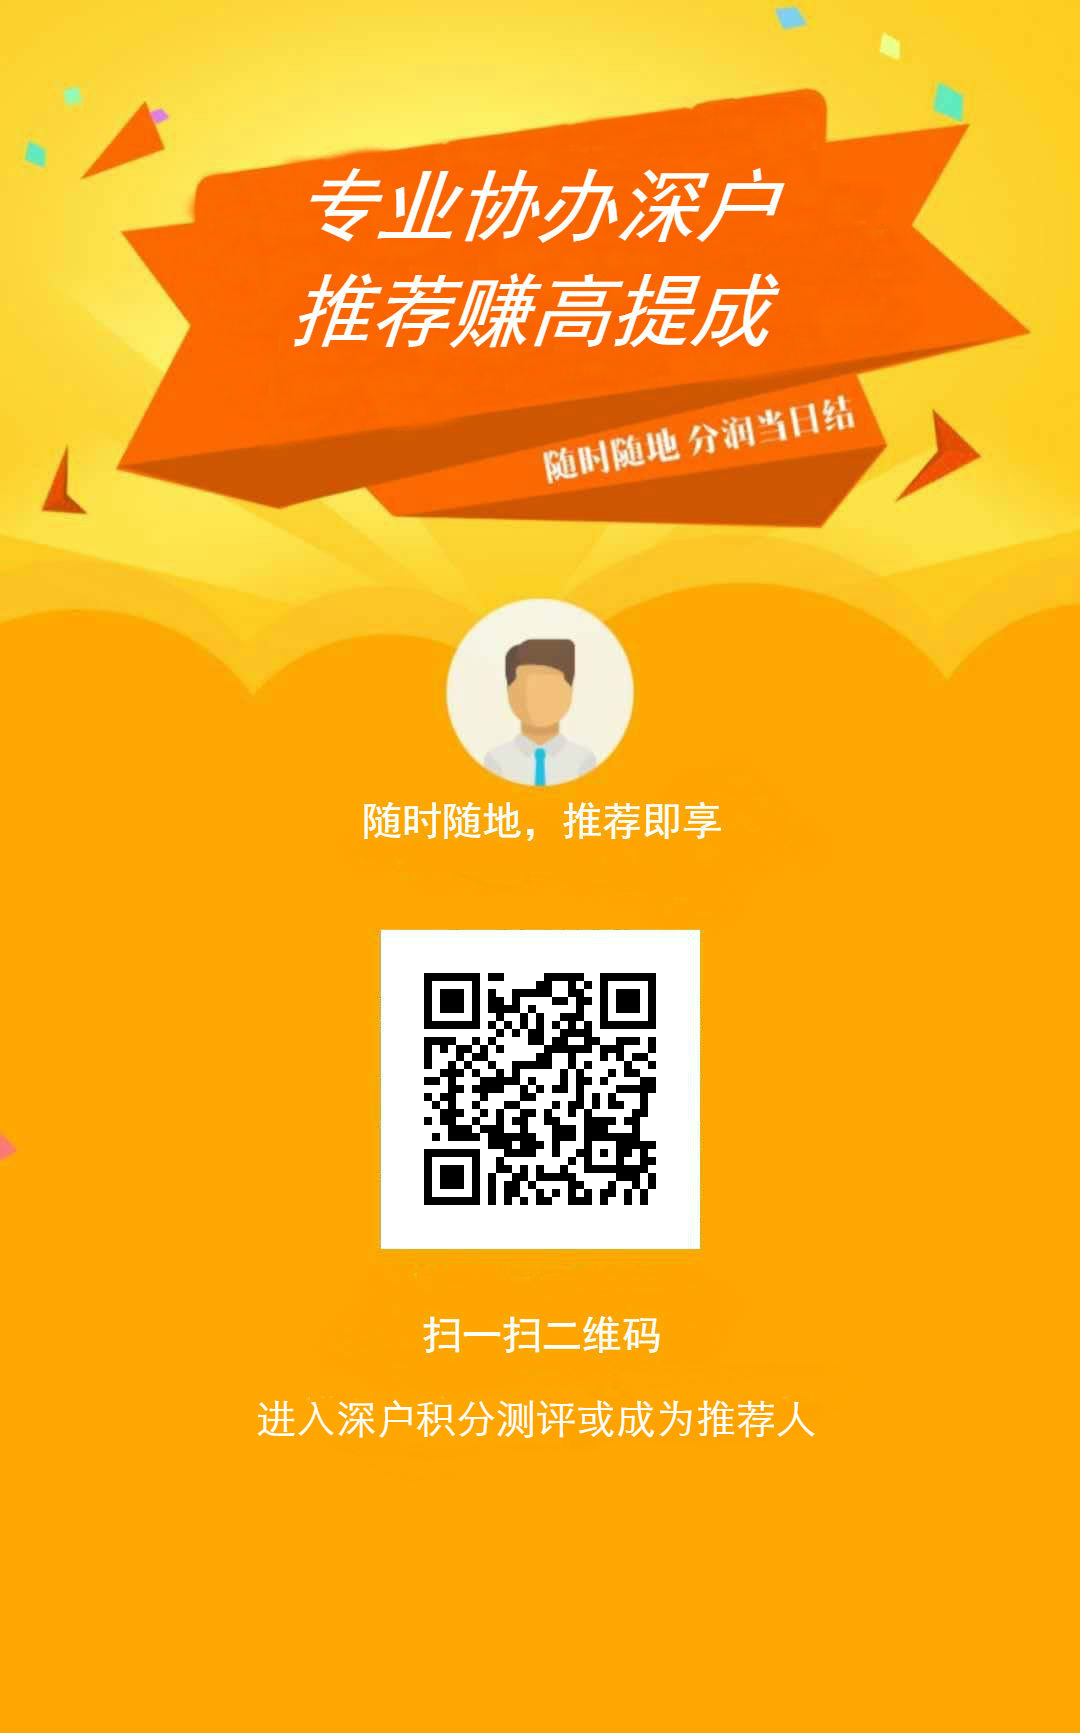 专业协办深户
推荐赚高提成
随时随地 分润当日结
随时随地，推荐即享
扫一扫二维码
进入深户积分测评或成为推荐人